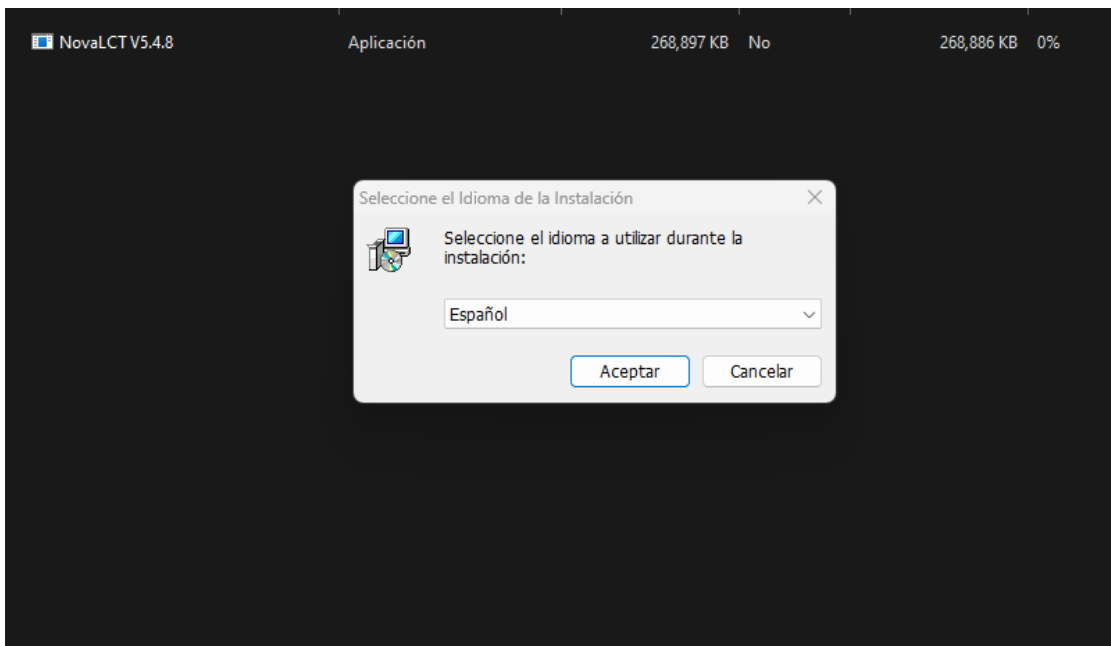 NovaLCT V5.4.8 Aplicación 268,897 KB No 268,886 KB 0%
Seleccione el Idioma de la Instalación
Seleccione el idioma a utilizar durante la
instalación:
Español
Aceptar Cancelar